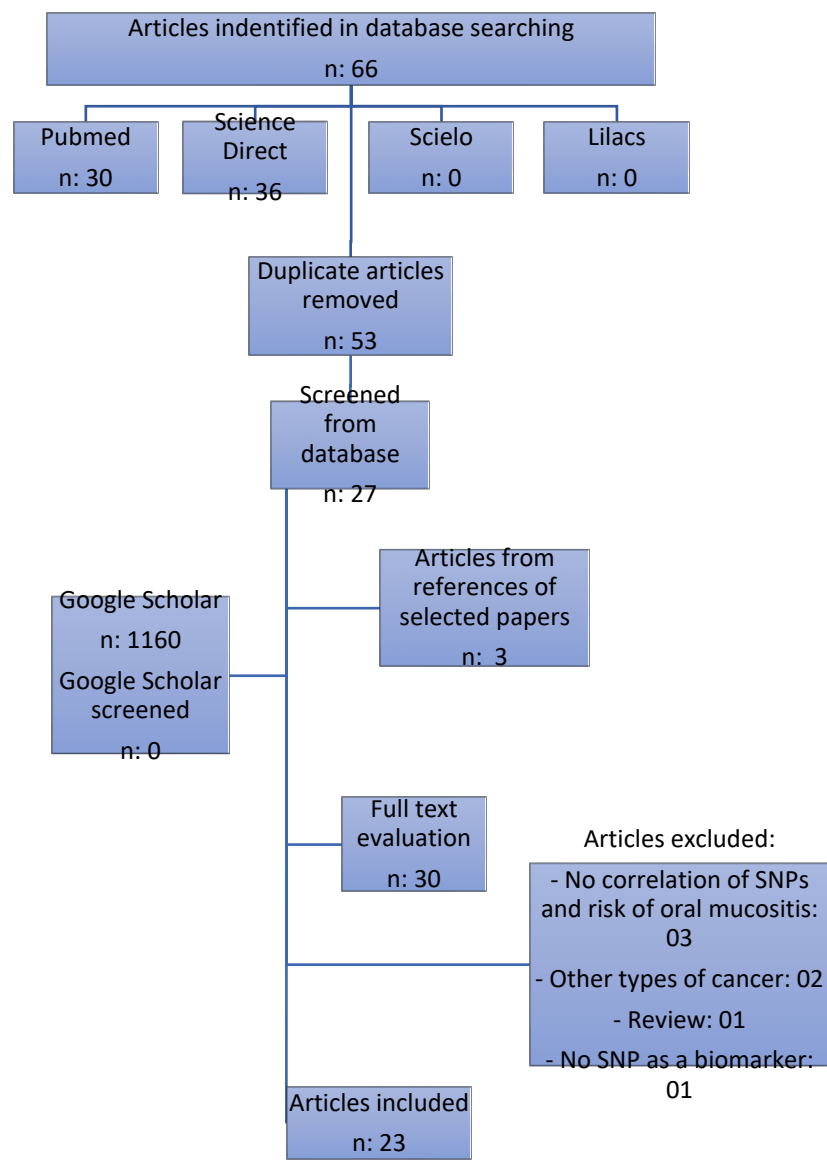 Articles indentified in database searching
n: 66
Pubmed
n: 30
Science
Direct
n: 36
Scielo
n: 0
Lilacs
n: 0
Duplicate articles
removed
n: 53
Screened
from
database
n: 27
Articles from
references of
selected papers
n: 3
Google Scholar
n: 1160
Google Scholar
screened
n: 0
Full text
evaluation
n: 30
Articles excluded:
- No correlation of SNPs
and risk of oral mucositis:
03
- Other types of cancer: 02
- Review: 01
- No SNP as a biomarker:
01
Articles included
n: 23